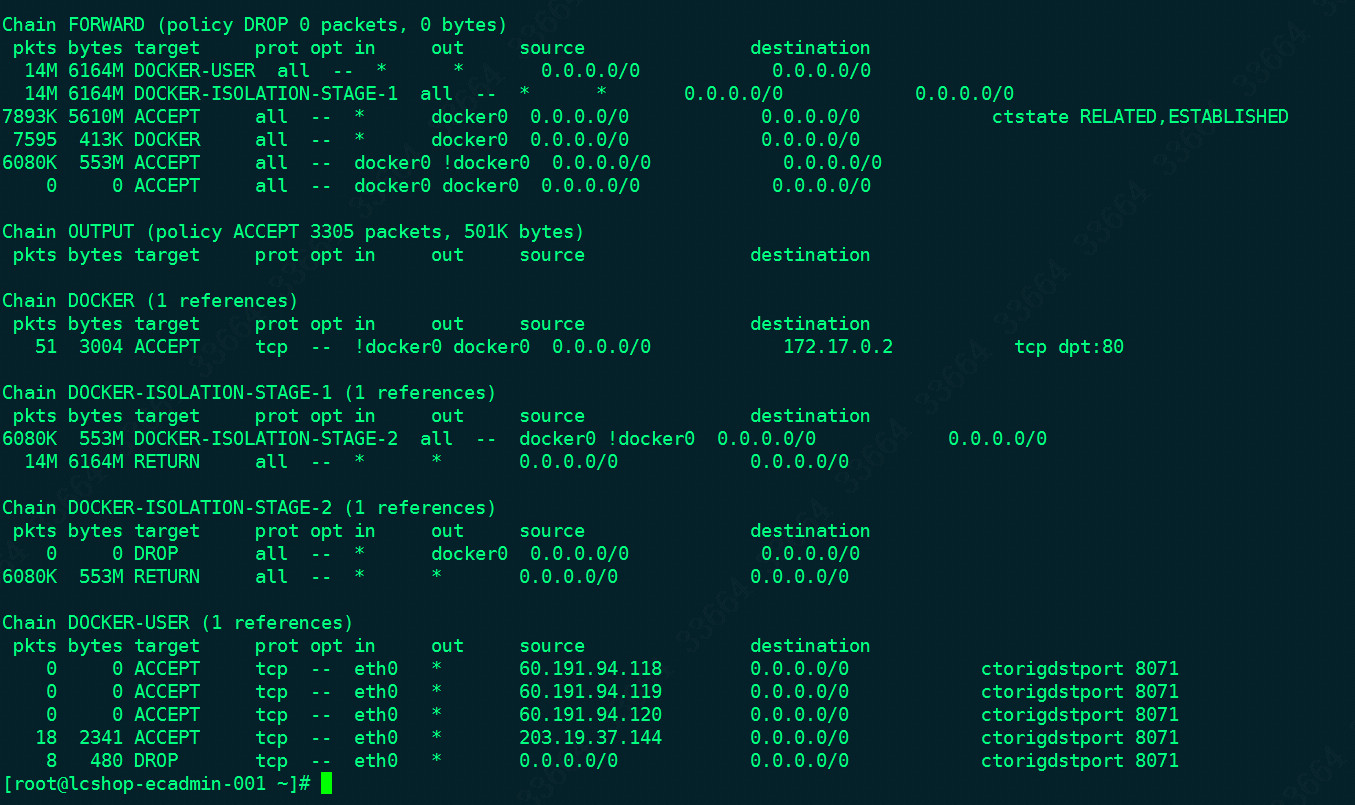 Chain FORWARD (policy DROP 0 packets, 0 bytes)
 pkts bytes target     prot opt in     out     source               destination
  14M 6164M DOCKER-USER  all  --  *      *       0.0.0.0/0            0.0.0.0/0
  14M 6164M DOCKER-ISOLATION-STAGE-1  all  --  *      *       0.0.0.0/0            0.0.0.0/0
7893K 5610M ACCEPT     all  --  *      docker0  0.0.0.0/0            0.0.0.0/0            ctstate RELATED,ESTABLISHED
 7595  413K DOCKER     all  --  *      docker0  0.0.0.0/0            0.0.0.0/0
6080K  553M ACCEPT     all  --  docker0 !docker0  0.0.0.0/0            0.0.0.0/0
    0     0 ACCEPT     all  --  docker0 docker0  0.0.0.0/0            0.0.0.0/0

Chain OUTPUT (policy ACCEPT 3305 packets, 501K bytes)
 pkts bytes target     prot opt in     out     source               destination

Chain DOCKER (1 references)
 pkts bytes target     prot opt in     out     source               destination
   51  3004 ACCEPT     tcp  --  !docker0 docker0  0.0.0.0/0            172.17.0.2           tcp dpt:80

Chain DOCKER-ISOLATION-STAGE-1 (1 references)
 pkts bytes target     prot opt in     out     source               destination
6080K  553M DOCKER-ISOLATION-STAGE-2  all  --  docker0 !docker0  0.0.0.0/0            0.0.0.0/0
  14M 6164M RETURN     all  --  *      *       0.0.0.0/0            0.0.0.0/0

Chain DOCKER-ISOLATION-STAGE-2 (1 references)
 pkts bytes target     prot opt in     out     source               destination
    0     0 DROP       all  --  *      docker0  0.0.0.0/0            0.0.0.0/0
6080K  553M RETURN     all  --  *      *       0.0.0.0/0            0.0.0.0/0

Chain DOCKER-USER (1 references)
 pkts bytes target     prot opt in     out     source               destination
    0     0 ACCEPT     tcp  --  eth0   *       60.191.94.118        0.0.0.0/0            ctorigdstport 8071
    0     0 ACCEPT     tcp  --  eth0   *       60.191.94.119        0.0.0.0/0            ctorigdstport 8071
    0     0 ACCEPT     tcp  --  eth0   *       60.191.94.120        0.0.0.0/0            ctorigdstport 8071
   18  2341 ACCEPT     tcp  --  eth0   *       203.19.37.144        0.0.0.0/0            ctorigdstport 8071
    8   480 DROP       tcp  --  eth0   *       0.0.0.0/0            0.0.0.0/0            ctorigdstport 8071
[root@lcshop-ecadmin-001 ~]#
33664 33664 33664